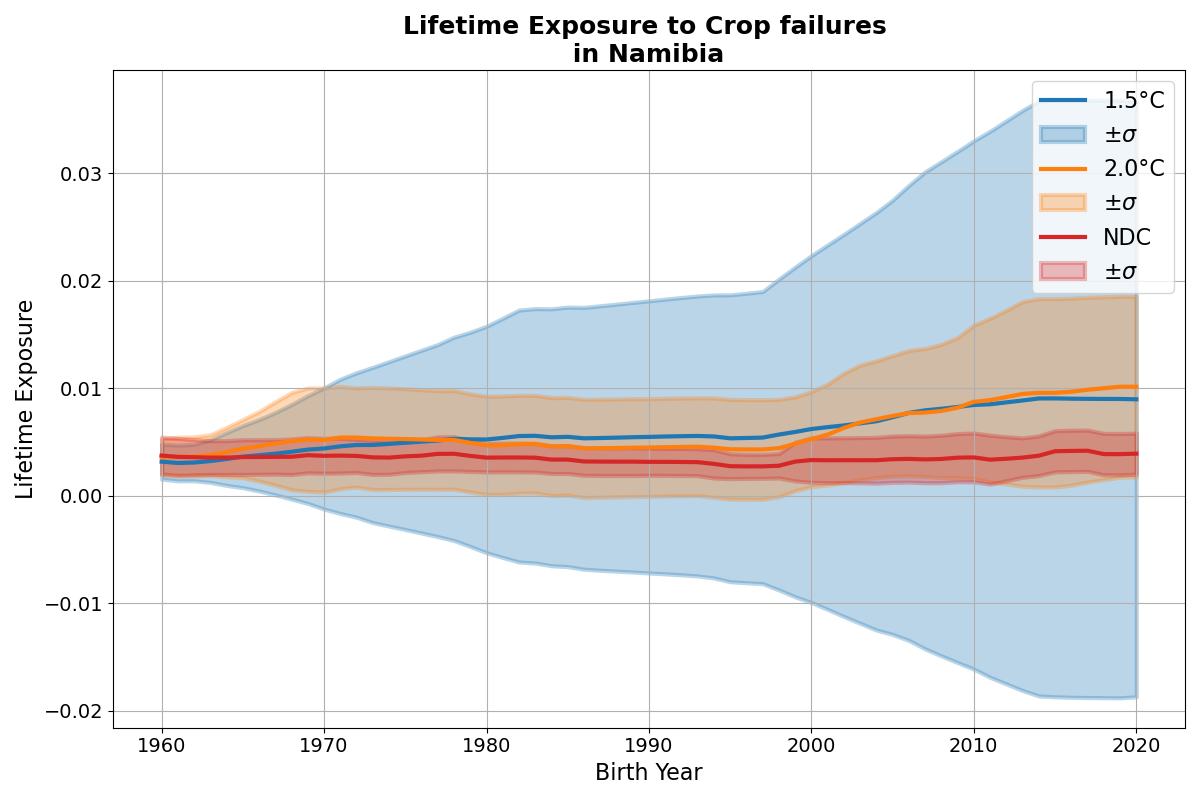 Lifetime Exposure to Crop failures
in Namibia
1.5°C
±σ
2.0°C
±σ
NDC
±σ
Lifetime Exposure
0.03
0.02
0.01
0.00
−0.01
−0.02
1960 1970 1980 1990 2000 2010 2020
Birth Year